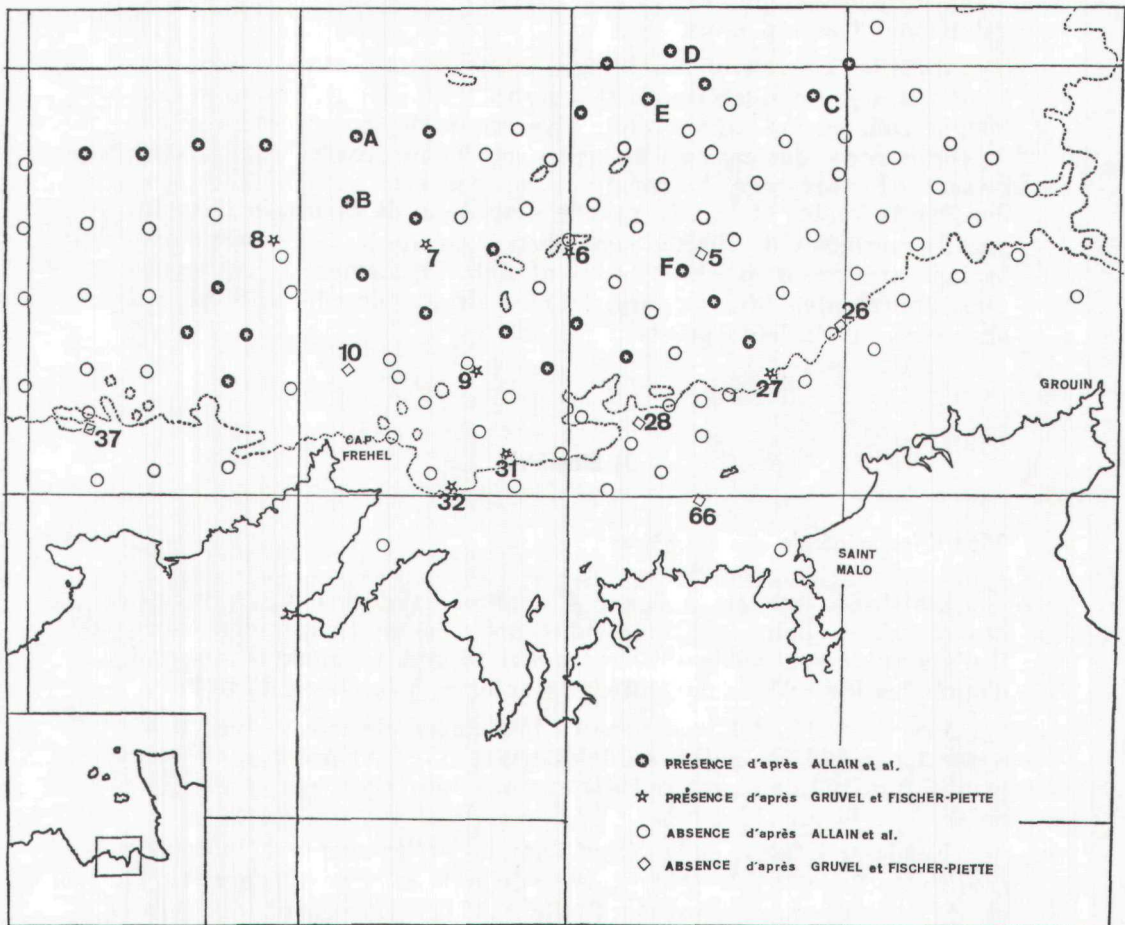 D
E
C
A
B
8
7
6
5
F
26
10
9
27
GROUIN
28
37
CAP
FREHEL
31
32
66
SAINT
MALO
PRÉSENCE d'après ALLAIN et al.
PRÉSENCE d'après GRUVEL et FISCHER-PIETTE
ABSENCE d'après ALLAIN et al.
ABSENCE d'après GRUVEL et FISCHER-PIETTE